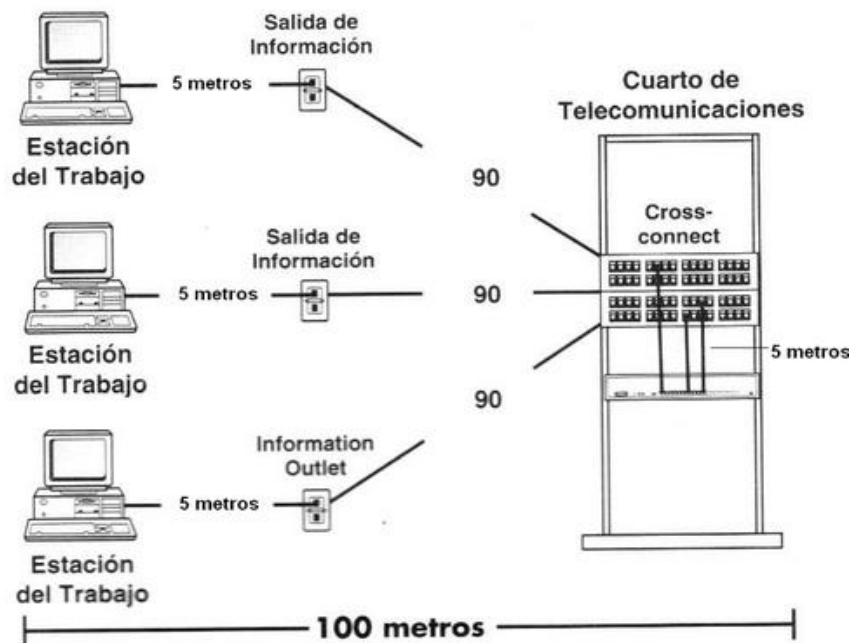 Salida de
Información
5 metros
Estación
del Trabajo
90
Salida de
Información
5 metros
Estación
del Trabajo
90
Information
Outlet
5 metros
Estación
del Trabajo
90
Cuarto de
Telecomunicaciones
Cross-
connect
5 metros
100 metros